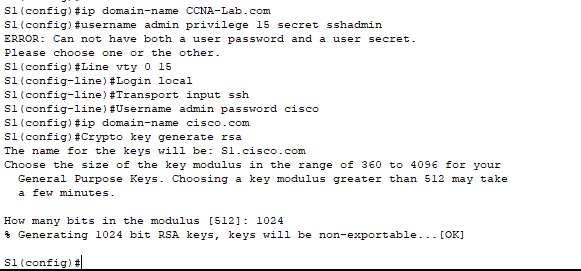 S1(config)#ip domain-name CCNA-Lab.com
S1(config)#username admin privilege 15 secret sshadmin
ERROR: Can not have both a user password and a user secret.
Please choose one or the other.
S1(config)#Line vty 0 15
S1(config-line)#Login local
S1(config-line)#Transport input ssh
S1(config-line)#Username admin password cisco
S1(config)#ip domain-name cisco.com
S1(config)#Crypto key generate rsa
The name for the keys will be: S1.cisco.com
Choose the size of the key modulus in the range of 360 to 4096 for your
General Purpose Keys. Choosing a key modulus greater than 512 may take
a few minutes.
How many bits in the modulus [512]: 1024
% Generating 1024 bit RSA keys, keys will be non-exportable...[OK]
S1(config)#